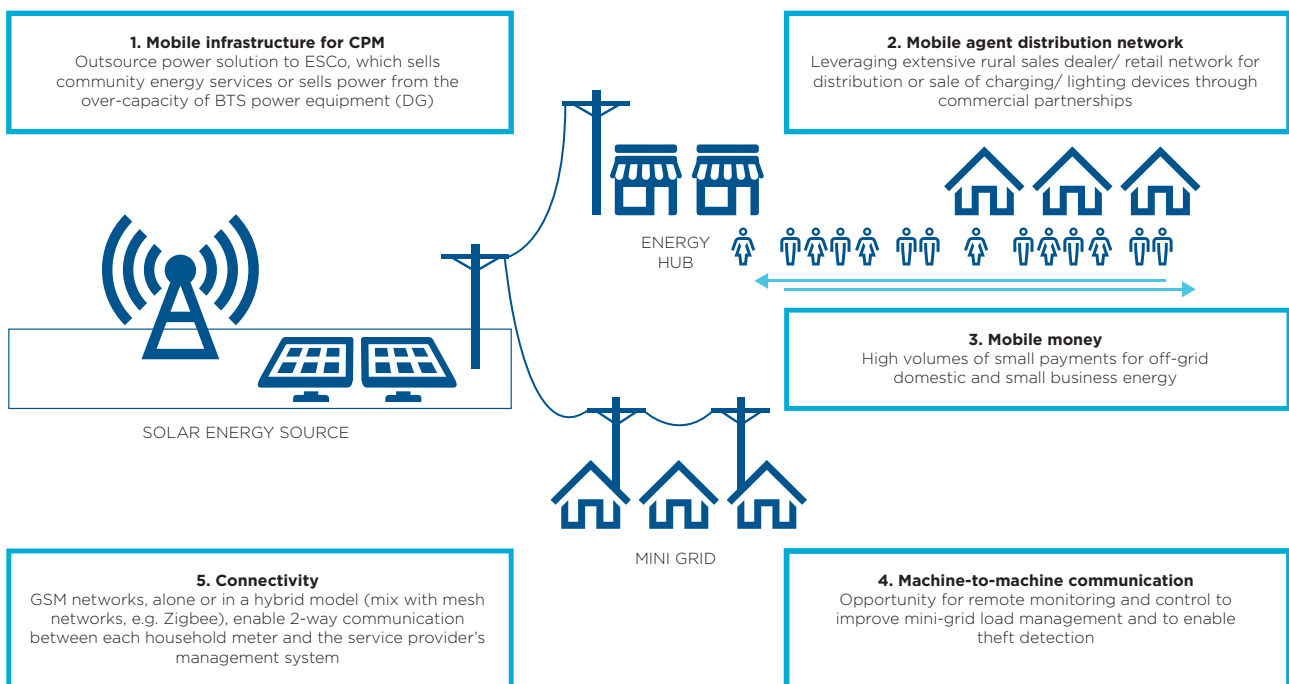 1. Mobile infrastructure for CPM
Outsource power solution to ESCo, which sells
community energy services or sells power from the
over-capacity of BTS power equipment (DG)
2. Mobile agent distribution network
Leveraging extensive rural sales dealer/ retail network for
distribution or sale of charging/ lighting devices through
commercial partnerships
ENERGY
HUB
3. Mobile money
High volumes of small payments for off-grid
domestic and small business energy
SOLAR ENERGY SOURCE
MINI GRID
5. Connectivity
GSM networks, alone or in a hybrid model (mix with mesh
networks, e.g. Zigbee), enable 2-way communication
between each household meter and the service provider’s
management system
4. Machine-to-machine communication
Opportunity for remote monitoring and control to
improve mini-grid load management and to enable
theft detection